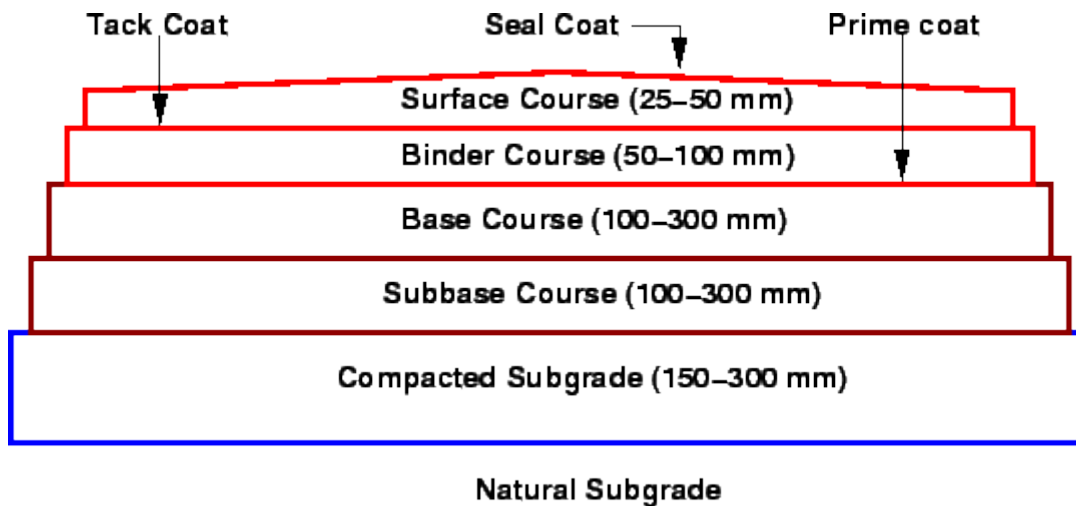 Tack Coat
Seal Coat
Prime coat
Surface Course (25–50 mm)
Binder Course (50–100 mm)
Base Course (100–300 mm)
Subbase Course (100–300 mm)
Compacted Subgrade (150–300 mm)
Natural Subgrade